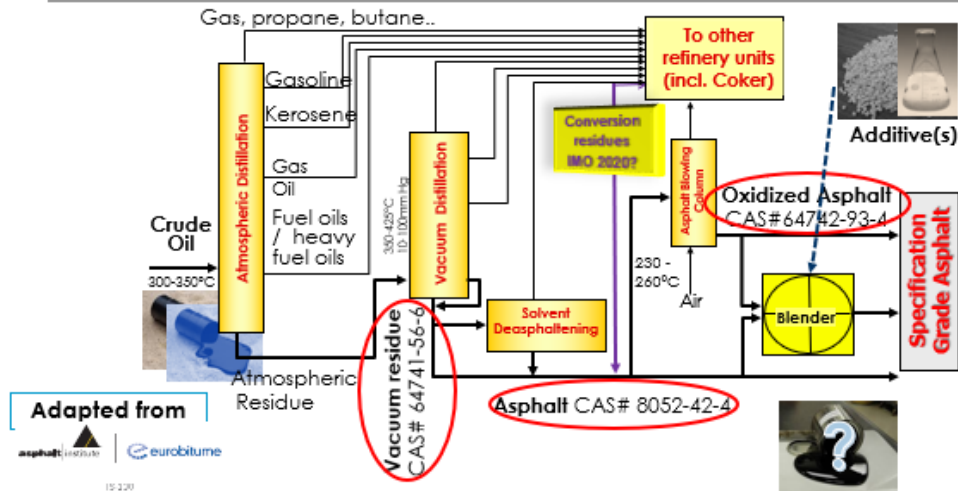 Gas, propane, butane..
To other
refinery units
(incl. Coker)
Additive(s)
Gasoline
Kerosene
Gas
Oil
Fuel oils
/ heavy
fuel oils
Atmospheric Distillation
Crude
Oil
300-350°C
Atmospheric
Residue
350-425°C
10-100mm Hg
Vacuum Distillation
Conversion
residues
IMO 2020?
Asphalt Blowing
Column
230 -
260°C
Air
Oxidized Asphalt
CAS#64742-93-4
Solvent
Deasphaltening
Blender
Specification
Grade Asphalt
Vacuum residue
CAS# 64741-56-6
Asphalt CAS# 8052-42-4
?
Adapted from
asphalt institute
eurobitume
IS-230